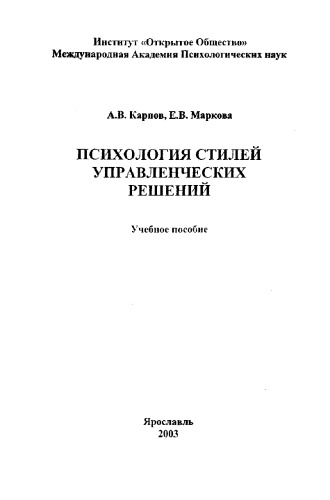 Институт «Открытое Общество»
Международная Академия Психологических наук
А.В. Карпов, Е.В. Маркова
ПСИХОЛОГИЯ СТИЛЕЙ
УПРАВЛЕНЧЕСКИХ
РЕШЕНИЙ
Учебное пособие
Ярославль
2003